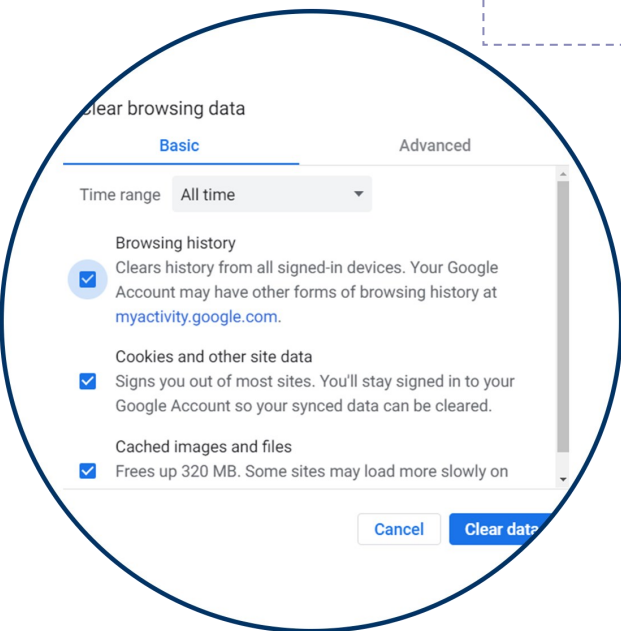 Clear browsing data
Basic Advanced
Time range All time
Browsing history
Clears history from all signed-in devices. Your Google
Account may have other forms of browsing history at
myactivity.google.com.
Cookies and other site data
Signs you out of most sites. You'll stay signed in to your
Google Account so your synced data can be cleared.
Cached images and files
Frees up 320 MB. Some sites may load more slowly on
Cancel Clear data